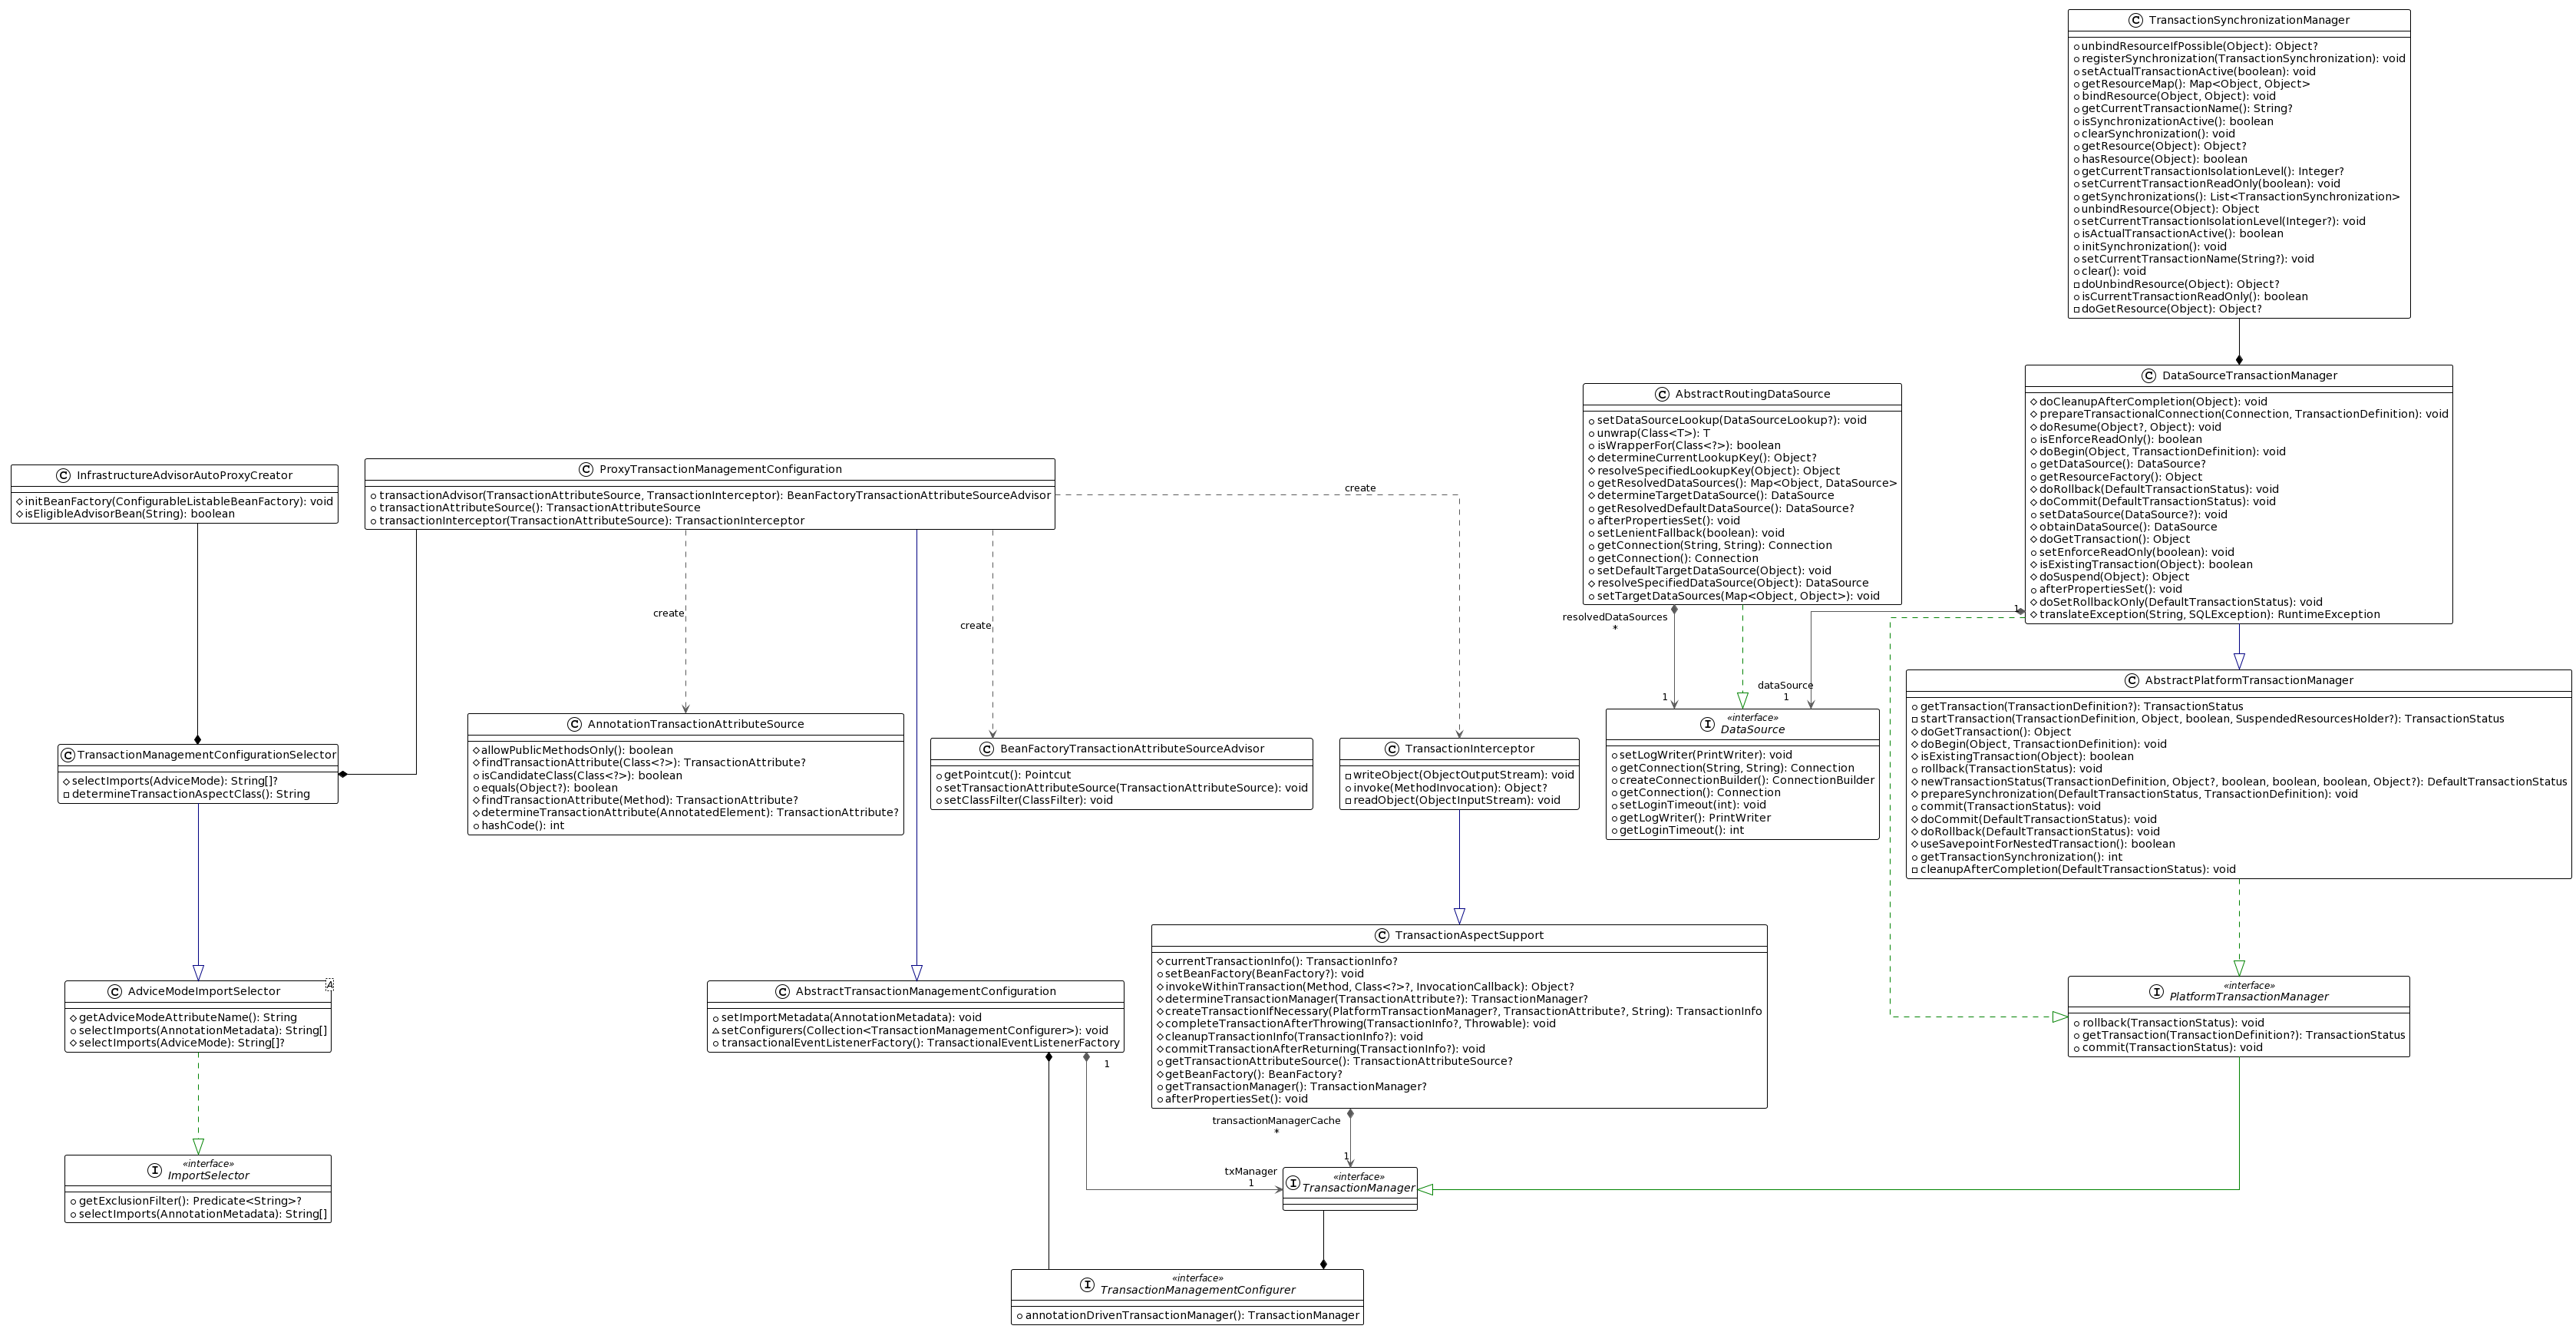 C TransactionSynchronizationManager
unbindResourceIfPossible(Object): Object?
registerSynchronization(TransactionSynchronization): void
setActualTransactionActive(boolean): void
getResourceMap(): Map<Object, Object>
bindResource(Object, Object): void
getCurrentTransactionName(): String?
isSynchronizationActive(): boolean
clearSynchronization(): void
getResource(Object): Object?
hasResource(Object): boolean
getCurrentTransactionIsolationLevel(): Integer?
setCurrentTransactionReadOnly(boolean): void
getSynchronizations(): List<TransactionSynchronization>
unbindResource(Object): Object
setCurrentTransactionIsolationLevel(Integer?): void
isActualTransactionActive(): boolean
initSynchronization(): void
setCurrentTransactionName(String?): void
clear(): void
doUnbindResource(Object): Object?
isCurrentTransactionReadOnly(): boolean
doGetResource(Object): Object?
C DataSourceTransactionManager
doCleanupAfterCompletion(Object): void
prepareTransactionalConnection(Connection, TransactionDefinition): void
doResume(Object?, Object): void
isEnforceReadOnly(): boolean
doBegin(Object, TransactionDefinition): void
getDataSource(): DataSource?
getResourceFactory(): Object
doRollback(DefaultTransactionStatus): void
doCommit(DefaultTransactionStatus): void
setDataSource(DataSource?): void
obtainDataSource(): DataSource
doGetTransaction(): Object
setEnforceReadOnly(boolean): void
isExistingTransaction(Object): boolean
doSuspend(Object): Object
afterPropertiesSet(): void
doSetRollbackOnly(DefaultTransactionStatus): void
translateException(String, SQLException): RuntimeException
C AbstractRoutingDataSource
setDataSourceLookup(DataSourceLookup?): void
unwrap(Class<T>): T
isWrapperFor(Class<?>): boolean
determineCurrentLookupKey(): Object?
resolveSpecifiedLookupKey(Object): Object
getResolvedDataSources(): Map<Object, DataSource>
determineTargetDataSource(): DataSource
getResolvedDefaultDataSource(): DataSource?
afterPropertiesSet(): void
setLenientFallback(boolean): void
getConnection(String, String): Connection
getConnection(): Connection
setDefaultTargetDataSource(Object): void
resolveSpecifiedDataSource(Object): DataSource
setTargetDataSources(Map<Object, Object>): void
C InfrastructureAdvisorAutoProxyCreator
initBeanFactory(ConfigurableListableBeanFactory): void
isEligibleAdvisorBean(String): boolean
C ProxyTransactionManagementConfiguration
transactionAdvisor(TransactionAttributeSource, TransactionInterceptor): BeanFactoryTransactionAttributeSourceAdvisor
transactionAttributeSource(): TransactionAttributeSource
transactionInterceptor(TransactionAttributeSource): TransactionInterceptor
create
create
create
resolvedDataSources
*
1
1
dataSource
1
C AbstractPlatformTransactionManager
getTransaction(TransactionDefinition?): TransactionStatus
startTransaction(TransactionDefinition, Object, boolean, SuspendedResourcesHolder?): TransactionStatus
doGetTransaction(): Object
doBegin(Object, TransactionDefinition): void
isExistingTransaction(Object): boolean
rollback(TransactionStatus): void
newTransactionStatus(TransactionDefinition, Object?, boolean, boolean, boolean, Object?): DefaultTransactionStatus
prepareSynchronization(DefaultTransactionStatus, TransactionDefinition): void
commit(TransactionStatus): void
doCommit(DefaultTransactionStatus): void
doRollback(DefaultTransactionStatus): void
useSavepointForNestedTransaction(): boolean
getTransactionSynchronization(): int
cleanupAfterCompletion(DefaultTransactionStatus): void
C TransactionManagementConfigurationSelector
selectImports(AdviceMode): String[]?
determineTransactionAspectClass(): String
C AnnotationTransactionAttributeSource
allowPublicMethodsOnly(): boolean
findTransactionAttribute(Class<?>): TransactionAttribute?
isCandidateClass(Class<?>): boolean
equals(Object?): boolean
findTransactionAttribute(Method): TransactionAttribute?
determineTransactionAttribute(AnnotatedElement): TransactionAttribute?
hashCode(): int
C BeanFactoryTransactionAttributeSourceAdvisor
getPointcut(): Pointcut
setTransactionAttributeSource(TransactionAttributeSource): void
setClassFilter(ClassFilter): void
C TransactionInterceptor
writeObject(ObjectOutputStream): void
invoke(MethodInvocation): Object?
readObject(ObjectInputStream): void
I «interface»
DataSource
setLogWriter(PrintWriter): void
getConnection(String, String): Connection
createConnectionBuilder(): ConnectionBuilder
getConnection(): Connection
setLoginTimeout(int): void
getLogWriter(): PrintWriter
getLoginTimeout(): int
C AdviceModeImportSelector
A
getAdviceModeAttributeName(): String
selectImports(AnnotationMetadata): String[]
selectImports(AdviceMode): String[]?
C AbstractTransactionManagementConfiguration
setImportMetadata(AnnotationMetadata): void
setConfigurers(Collection<TransactionManagementConfigurer>): void
transactionalEventListenerFactory(): TransactionalEventListenerFactory
C TransactionAspectSupport
currentTransactionInfo(): TransactionInfo?
setBeanFactory(BeanFactory?): void
invokeWithinTransaction(Method, Class<?>?, InvocationCallback): Object?
determineTransactionManager(TransactionAttribute?): TransactionManager?
createTransactionIfNecessary(PlatformTransactionManager?, TransactionAttribute?, String): TransactionInfo
completeTransactionAfterThrowing(TransactionInfo?, Throwable): void
cleanupTransactionInfo(TransactionInfo?): void
commitTransactionAfterReturning(TransactionInfo?): void
getTransactionAttributeSource(): TransactionAttributeSource?
getBeanFactory(): BeanFactory?
getTransactionManager(): TransactionManager?
afterPropertiesSet(): void
I «interface»
PlatformTransactionManager
rollback(TransactionStatus): void
getTransaction(TransactionDefinition?): TransactionStatus
commit(TransactionStatus): void
1
transactionManagerCache
*
1
txManager
1
I «interface»
ImportSelector
getExclusionFilter(): Predicate<String>?
selectImports(AnnotationMetadata): String[]
I «interface»
TransactionManager
I «interface»
TransactionManagementConfigurer
annotationDrivenTransactionManager(): TransactionManager